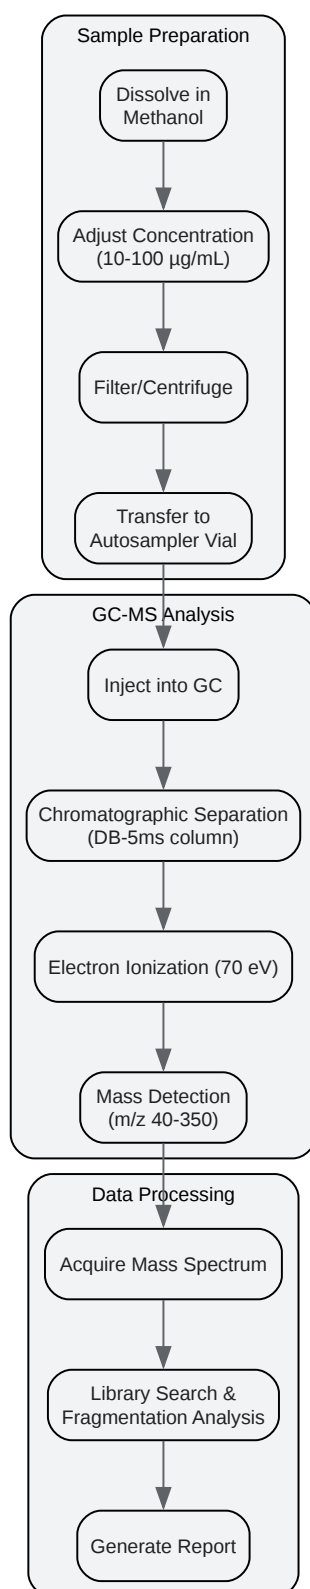 Sample Preparation
Dissolve in
Methanol
Adjust Concentration
(10-100 µg/mL)
Filter/Centrifuge
Transfer to
Autosampler Vial
GC-MS Analysis
Inject into GC
Chromatographic Separation
(DB-5ms column)
Electron Ionization (70 eV)
Mass Detection
(m/z 40-350)
Data Processing
Acquire Mass Spectrum
Library Search &
Fragmentation Analysis
Generate Report